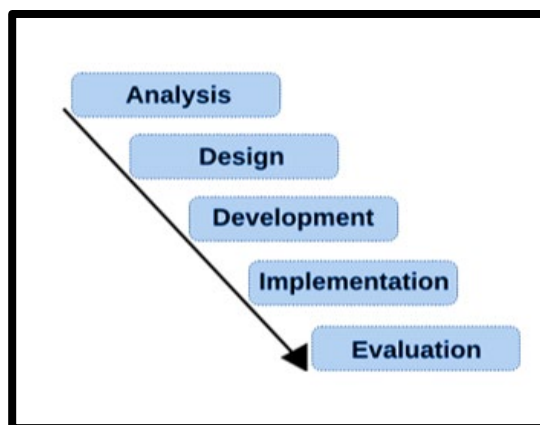 Analysis
Design
Development
Implementation
Evaluation